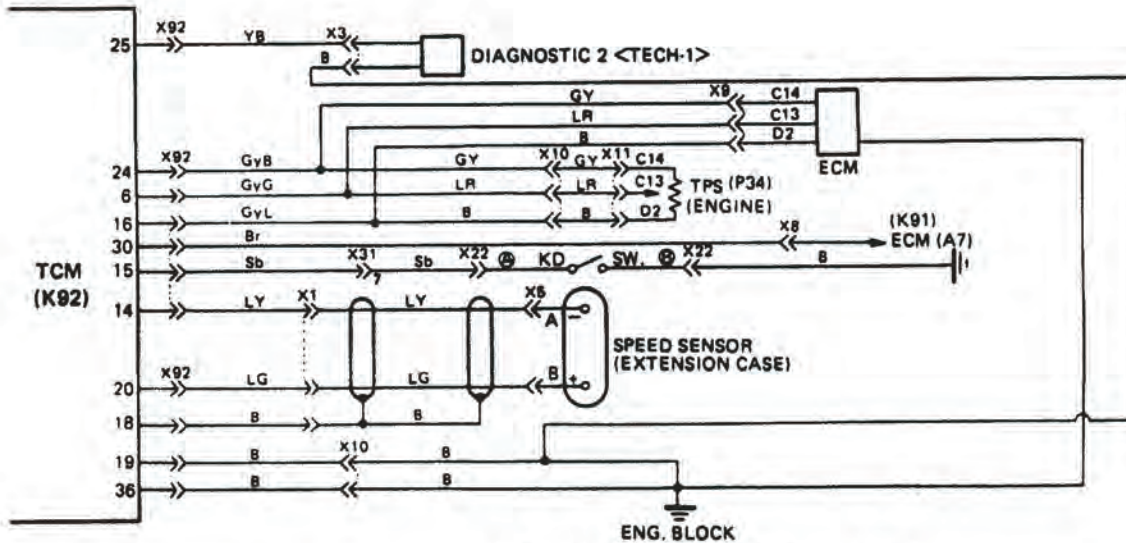 25 X92 YB X3 DIAGNOSTIC 2 <TECH-1>
B
GY X9 C14
LR C13
B D2
ECM
24 X92 GyB GY X10 GY X11 C14
6 GyG LR LR C13 TPS (P34)
(ENGINE)
16 GyL B B D2
30 Br X8 (K91)
ECM (A7)
15 Sb X31 Sb X22 Ⓐ KD SW. Ⓑ X22 B
TCM
(K92)
14 LY X1 LY X5 A −
SPEED SENSOR
(EXTENSION CASE)
20 X92 LG LG B +
18 B B
19 B X10 B
36 B B
ENG. BLOCK